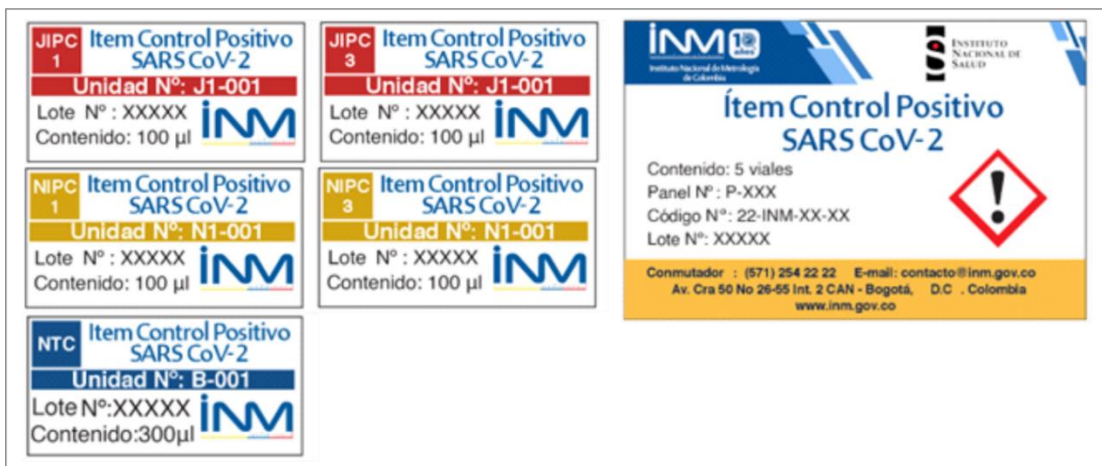 JIPC
1
Item Control Positivo
SARS CoV-2
Unidad Nº: J1-001
Lote Nº : XXXXX
Contenido: 100 µl
INM
JIPC
3
Item Control Positivo
SARS CoV-2
Unidad Nº: J1-001
Lote Nº : XXXXX
Contenido: 100 µl
INM
NIPC
1
Item Control Positivo
SARS CoV-2
Unidad Nº: N1-001
Lote Nº : XXXXX
Contenido: 100 µl
INM
NIPC
3
Item Control Positivo
SARS CoV-2
Unidad Nº: N1-001
Lote Nº : XXXXX
Contenido: 100 µl
INM
NTC
Item Control Positivo
SARS CoV-2
Unidad Nº: B-001
Lote Nº:XXXXX
Contenido:300µl
INM
INM 10 años
Instituto Nacional de Metrología
de Colombia
INSTITUTO
NACIONAL DE
SALUD
Ítem Control Positivo
SARS CoV-2
Contenido: 5 viales
Panel Nº : P-XXX
Código Nº: 22-INM-XX-XX
Lote Nº: XXXXX
Conmutador : (571) 254 22 22 E-mail: contacto@inm.gov.co
Av. Cra 50 No 26-55 Int. 2 CAN - Bogotá, D.C . Colombia
www.inm.gov.co